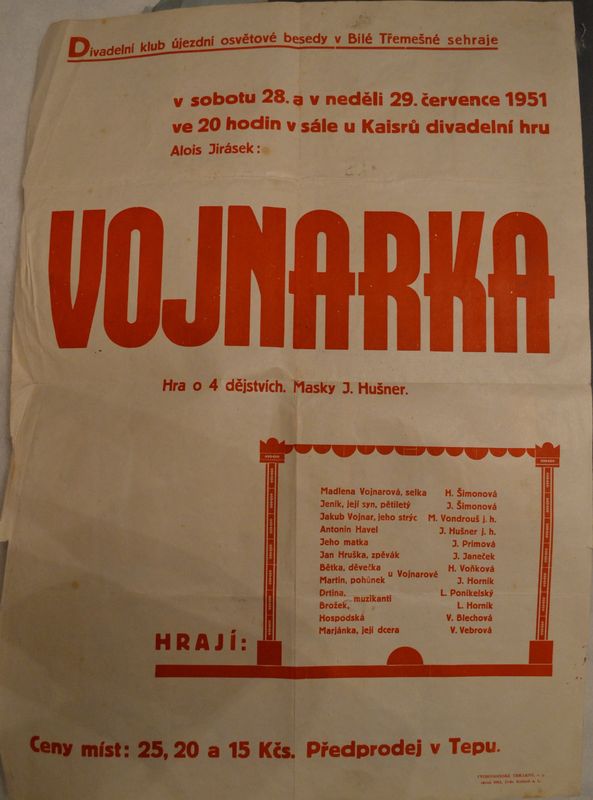 Divadelní klub újezdní osvětové besedy v Bílé Třemešné sehraje
v sobotu 28. a v neděli 29. července 1951
ve 20 hodin v sále u Kaisrů divadelní hru
Alois Jirásek:
VOJNARKA
Hra o 4 dějstvích. Masky J. Hušner.
Madlena Vojnarová, selka H. Šimonová
Jeník, její syn, pětiletý J. Šimonová
Jakub Vojnar, jeho strýc M. Vondrouš j. h.
Antonín Havel J. Hušner j. h.
Jeho matka J. Prímová
Jan Hruška, zpěvák J. Janeček
Bětka, děvečka H. Voňková
u Vojnarové
Martin, pohůnek J. Horník
Drtina, L. Ponikelský
muzikanti
Brožek, L. Horník
Hospodská V. Blechová
Marjánka, její dcera V. Vebrová
HRAJÍ:
Ceny míst: 25, 20 a 15 Kčs. Předprodej v Tepu.